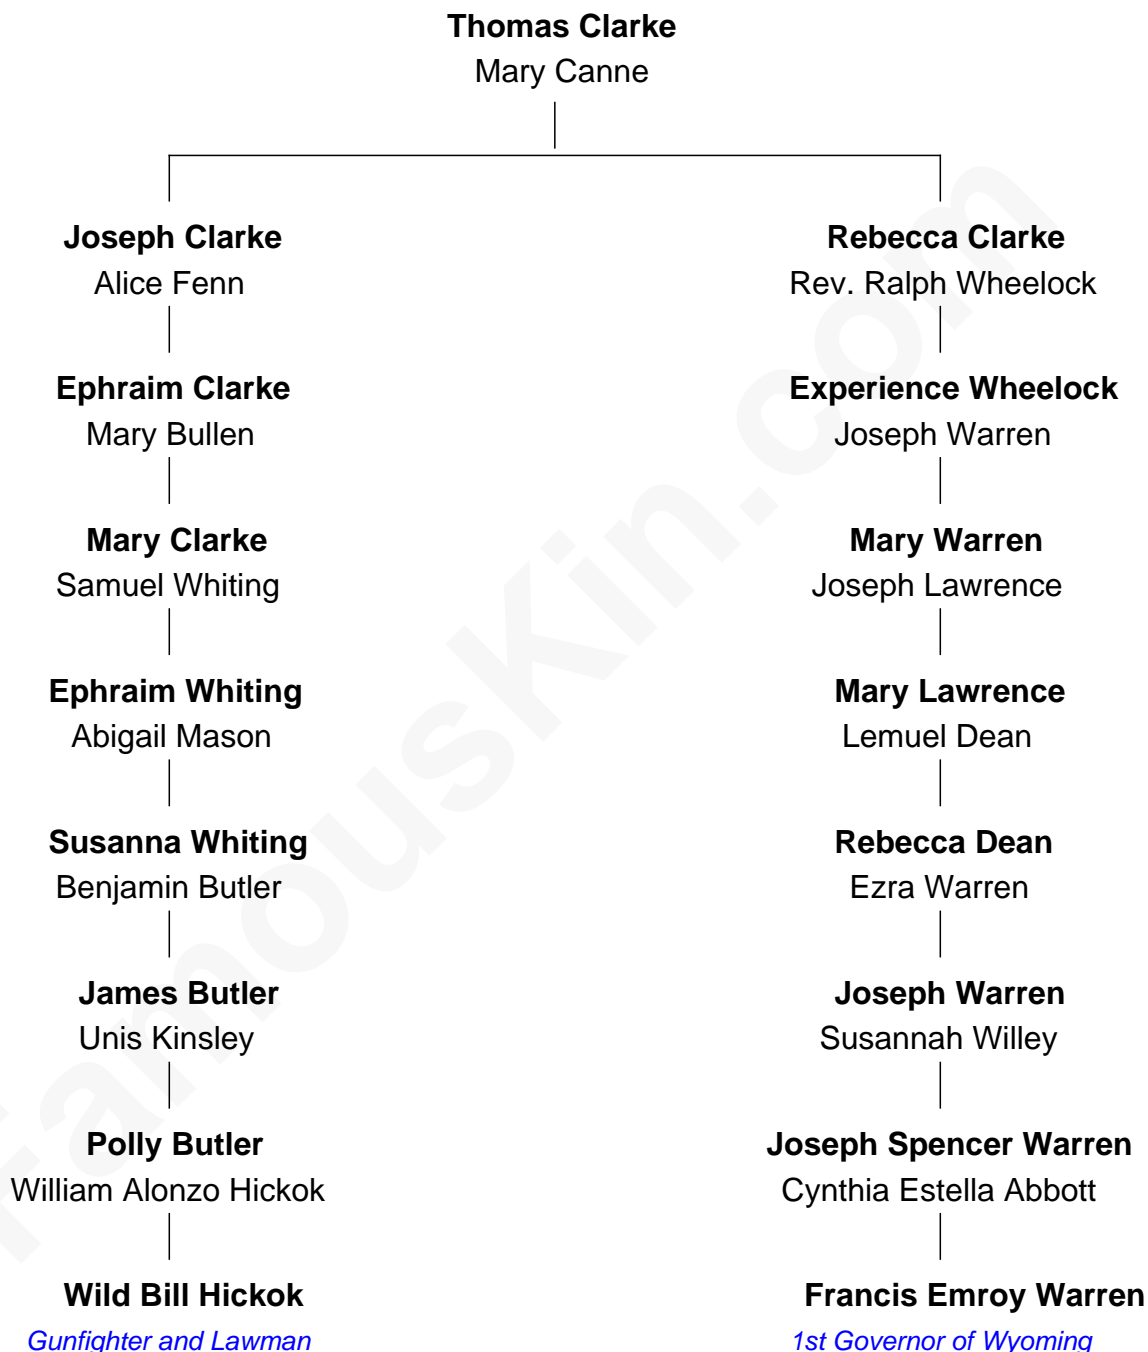 Thomas Clarke
Mary Canne
Joseph Clarke
Alice Fenn
Rebecca Clarke
Rev. Ralph Wheelock
Ephraim Clarke
Mary Bullen
Experience Wheelock
Joseph Warren
Mary Clarke
Samuel Whiting
Mary Warren
Joseph Lawrence
Ephraim Whiting
Abigail Mason
Mary Lawrence
Lemuel Dean
Susanna Whiting
Benjamin Butler
Rebecca Dean
Ezra Warren
James Butler
Unis Kinsley
Joseph Warren
Susannah Willey
Polly Butler
William Alonzo Hickok
Joseph Spencer Warren
Cynthia Estella Abbott
Wild Bill Hickok
Gunfighter and Lawman
Francis Emroy Warren
1st Governor of Wyoming
FamousKin.com